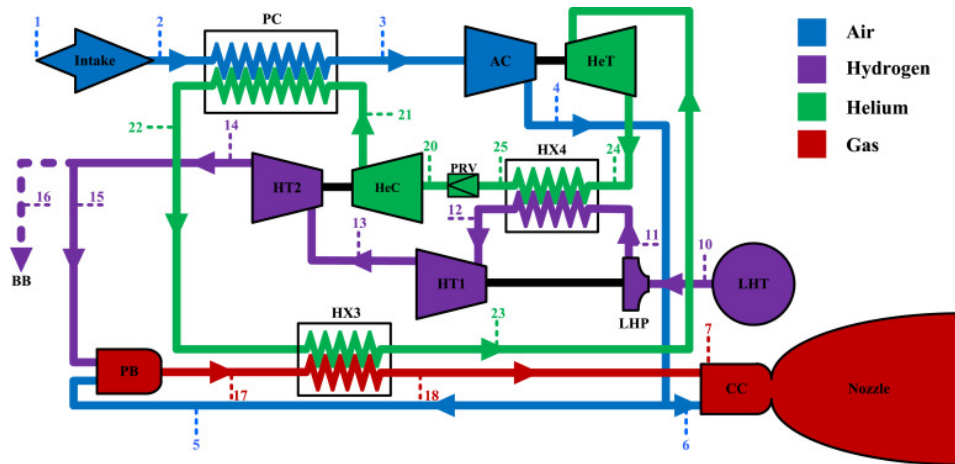 1 2 PC 3
Intake AC HeT
Air
Hydrogen
Helium
Gas
4
22 21
14 HX4
20 PRV 25 24
HT2 HeC
16 15 12
13 11 10
BB HT1 LHP LHT
HX3 23
7
PB CC Nozzle
17 18
5 6